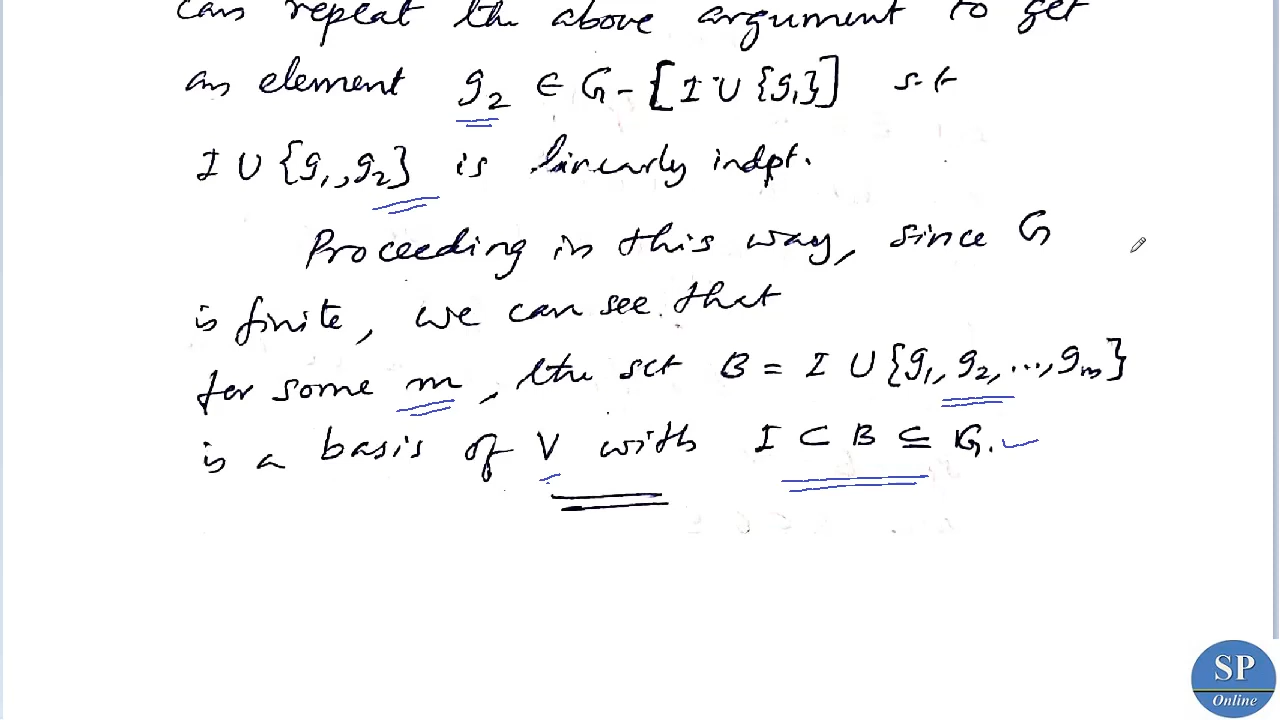 can repeat the above argument to get
an element g₂ ∈ G - [I ∪ {g₁}] s.t
I ∪ {g₁, g₂} is linearly indpt.
Proceeding in this way, since G
is finite, we can see that
for some m, the set B = I ∪ {g₁, g₂, ..., gₘ}
is a basis of V with I ⊂ B ⊆ G.
SP
Online